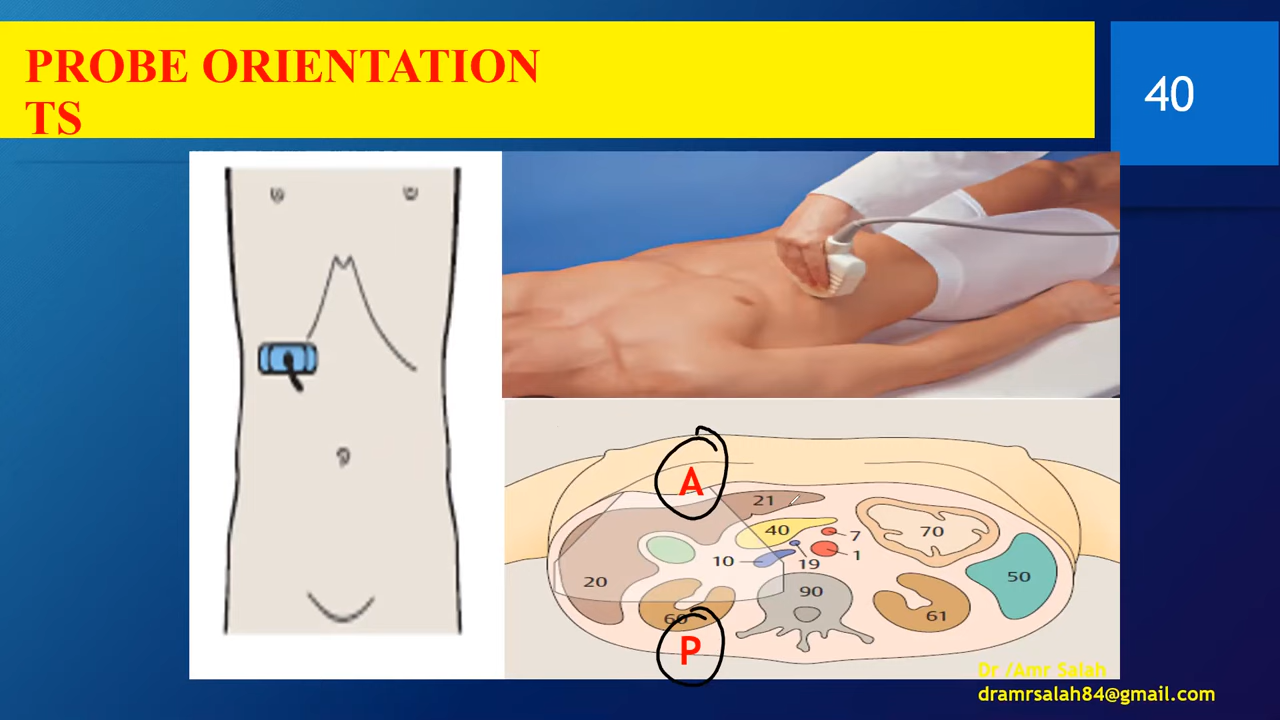 PROBE ORIENTATION
TS
40
A
21
40
7
70
10
19
1
20
90
50
60
61
P
Dr /Amr Salah
dramrsalah84@gmail.com